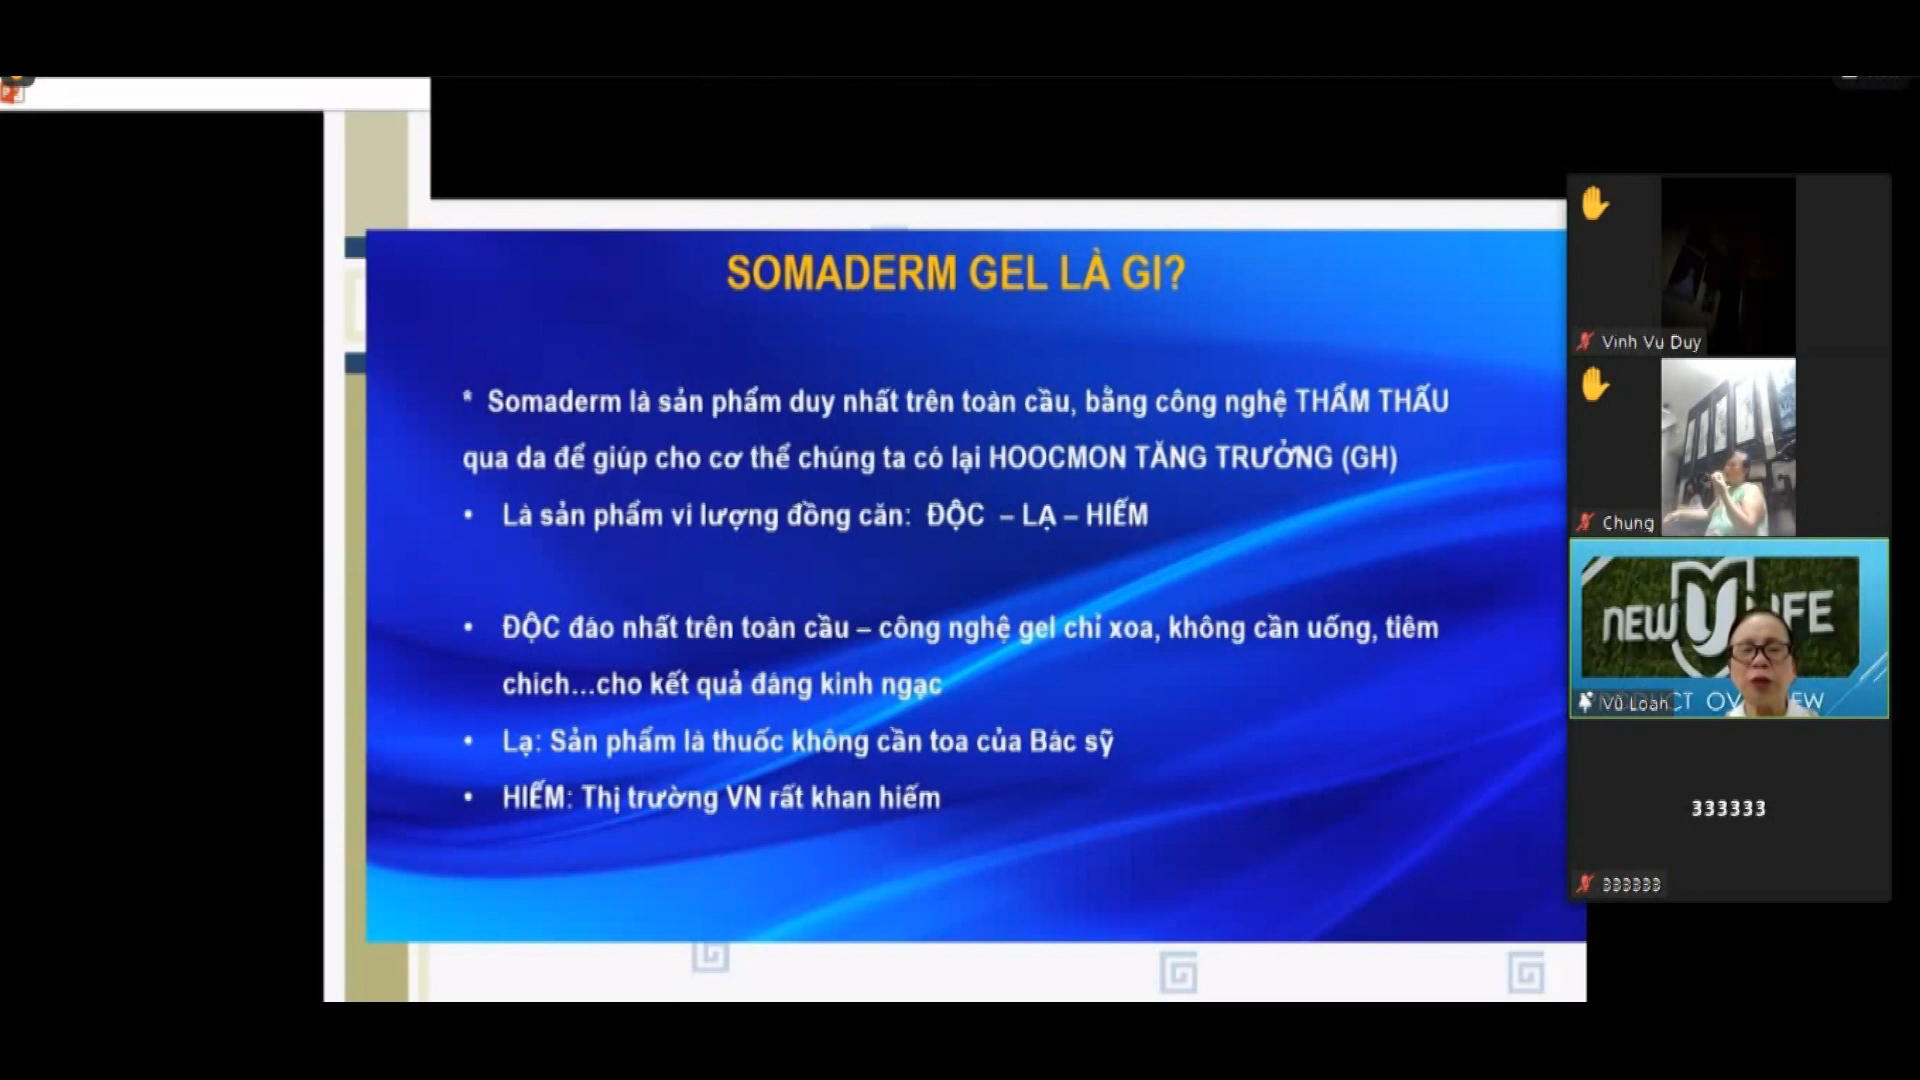 SOMADERM GEL LÀ GI?
* Somaderm là sản phẩm duy nhất trên toàn cầu, bằng công nghệ THẨM THẤU
qua da để giúp cho cơ thể chúng ta có lại HOOCMON TĂNG TRƯỞNG (GH)
• Là sản phẩm vi lượng đồng căn: ĐỘC – LẠ – HIẾM
• ĐỘC đáo nhất trên toàn cầu – công nghệ gel chỉ xoa, không cần uống, tiêm
chích...cho kết quả đáng kinh ngạc
• Lạ: Sản phẩm là thuốc không cần toa của Bác sỹ
• HIẾM: Thị trường VN rất khan hiếm
Vinh Vu Duy
Chung
NEW U LIFE
Vũ Loan
333333
333333